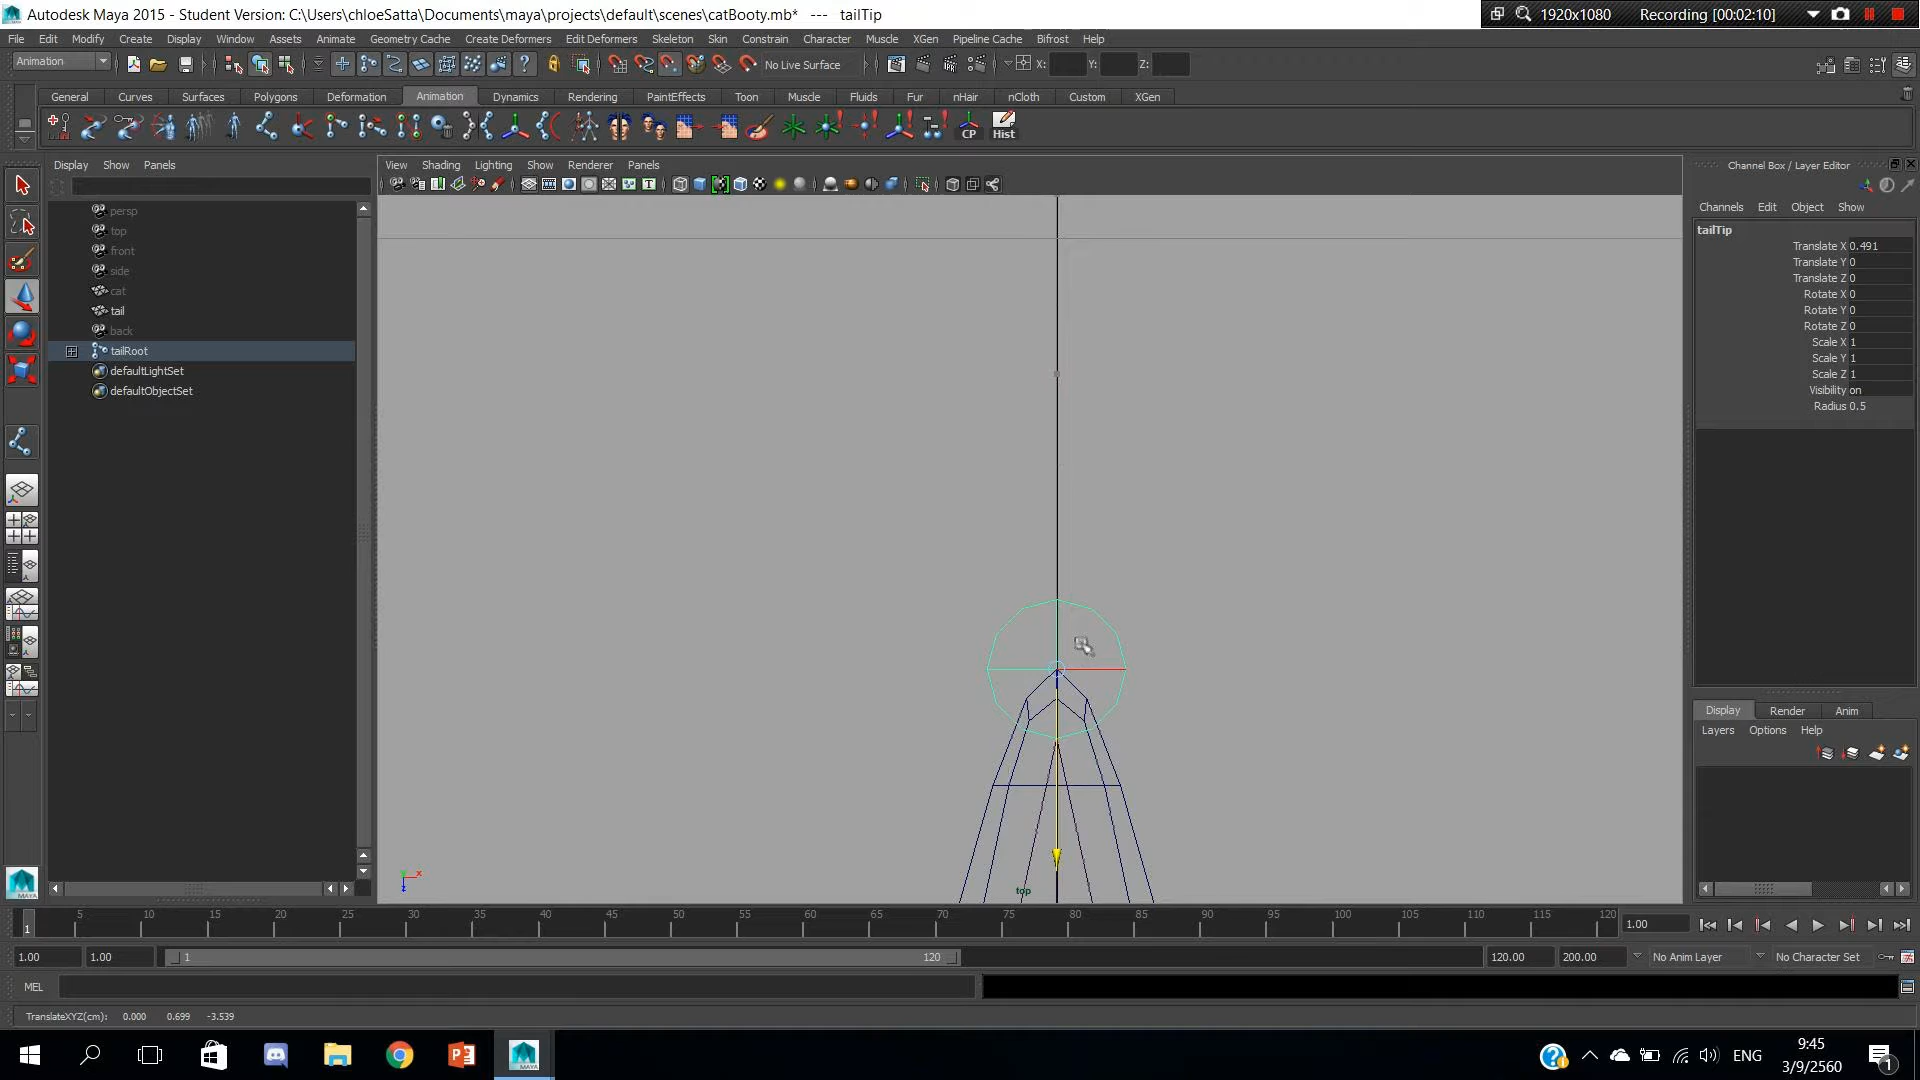 Autodesk Maya 2015 - Student Version: C:\Users\chloeSatta\Documents\maya\projects\default\scenes\catBooty.mb* --- tailTip
1920x1080 Recording [00:02:10]
File Edit Modify Create Display Window Assets Animate Geometry Cache Create Deformers Edit Deformers Skeleton Skin Constrain Character Muscle XGen Pipeline Cache Bifrost Help
Animation No Live Surface X: Y: Z:
General Curves Surfaces Polygons Deformation Animation Dynamics Rendering PaintEffects Toon Muscle Fluids Fur nHair nCloth Custom XGen
CP Hist
Display Show Panels
View Shading Lighting Show Renderer Panels
Channel Box / Layer Editor
Channels Edit Object Show
persp
top
front
side
cat
tail
back
tailRoot
defaultLightSet
defaultObjectSet
tailTip
Translate X 0.491
Translate Y 0
Translate Z 0
Rotate X 0
Rotate Y 0
Rotate Z 0
Scale X 1
Scale Y 1
Scale Z 1
Visibility on
Radius 0.5
Display Render Anim
Layers Options Help
y x z
top
MAYA
1 5 10 15 20 25 30 35 40 45 50 55 60 65 70 75 80 85 90 95 100 105 110 115 120 1.00
1.00 1.00 1 120 120.00 200.00 No Anim Layer No Character Set
MEL
TranslateXYZ(cm): 0.000 0.699 -3.539
ENG
9:45
3/9/2560
1